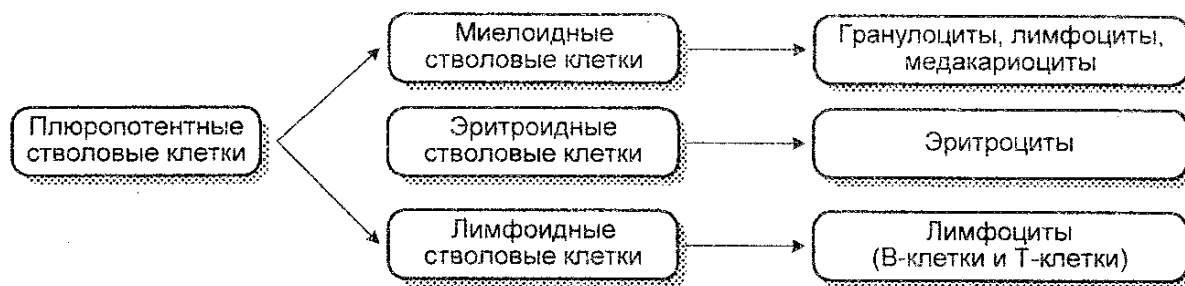 Плюропотентные
стволовые клетки
Миелоидные
стволовые клетки
Гранулоциты, лимфоциты,
медакариоциты
Эритроидные
стволовые клетки
Эритроциты
Лимфоидные
стволовые клетки
Лимфоциты
(В-клетки и Т-клетки)